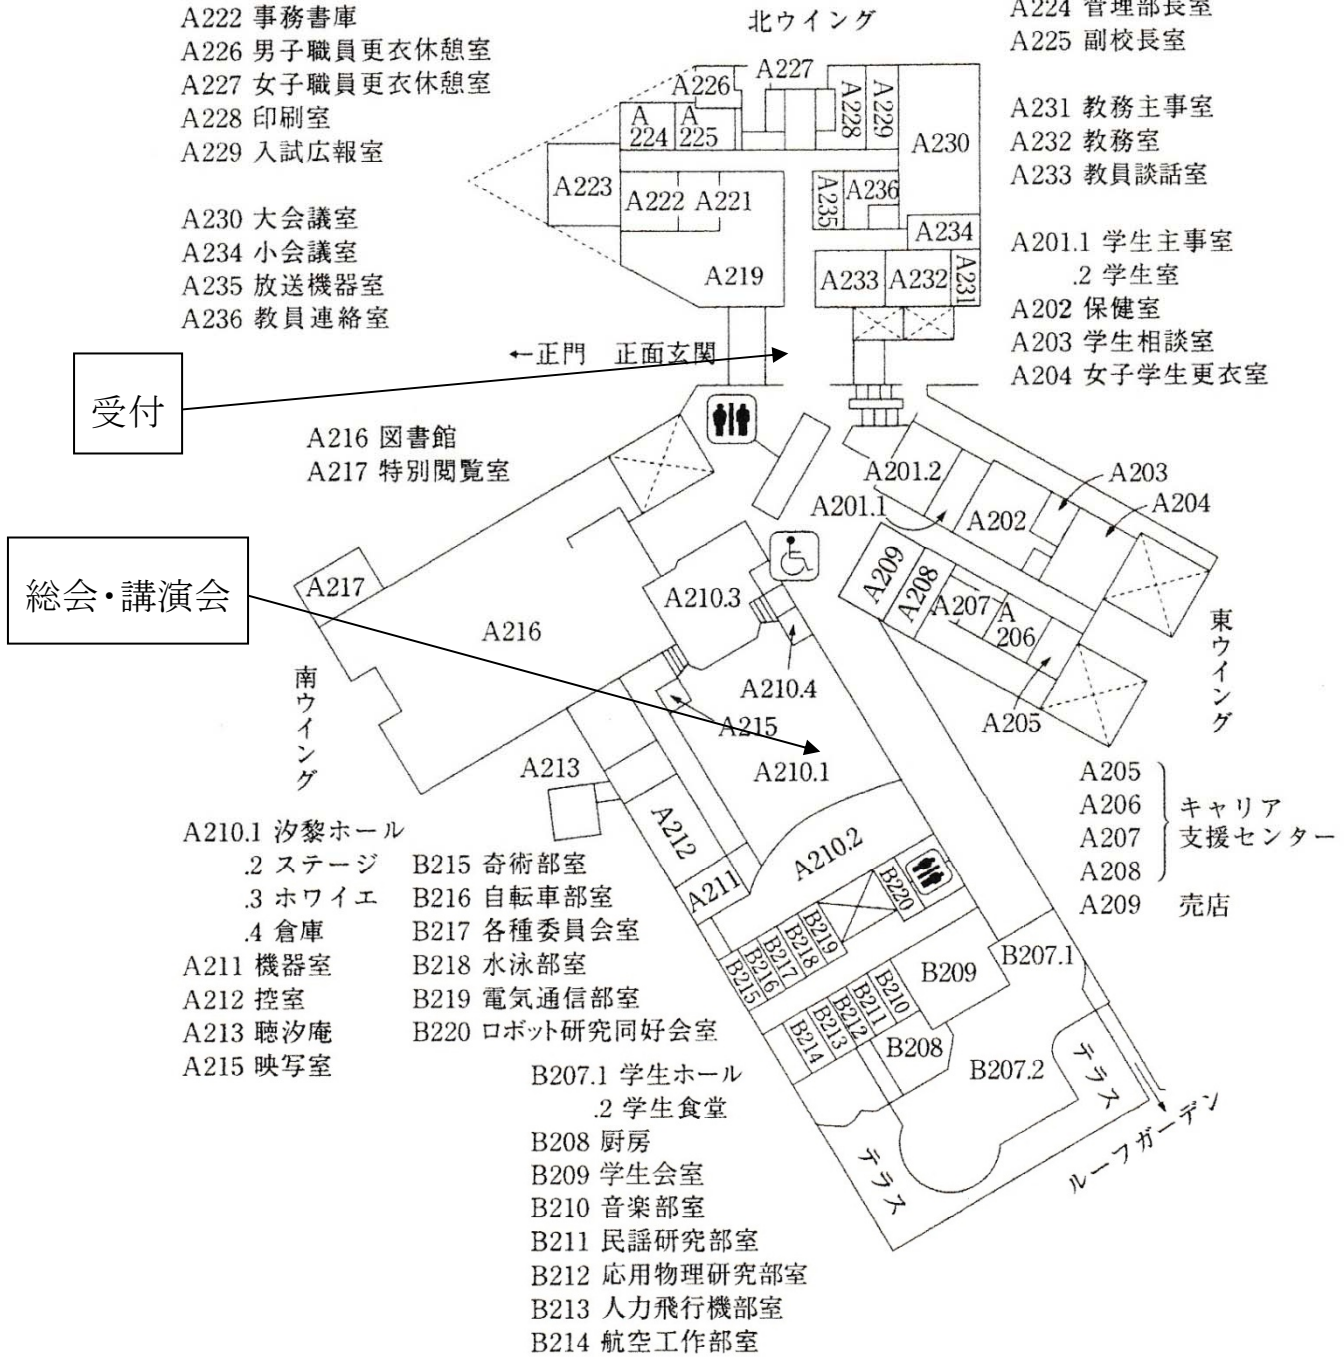 A222 事務書庫
A226 男子職員更衣休憩室
A227 女子職員更衣休憩室
A228 印刷室
A229 入試広報室
A230 大会議室
A234 小会議室
A235 放送機器室
A236 教員連絡室
北ウイング
A224 管理部長室
A225 副校長室
A231 教務主事室
A232 教務室
A233 教員談話室
A201.1 学生主事室
.2 学生室
A202 保健室
A203 学生相談室
A204 女子学生更衣室
A226
A227
A228
A229
A
224
A
225
A230
A223
A222
A221
A235
A236
A234
A219
A233
A232
A231
←正門 正面玄関
受付
A216 図書館
A217 特別閲覧室
A201.2
A201.1
A202
A203
A204
A209
A208
A207
A
206
A205
東ウイング
総会・講演会
A217
A216
A210.3
A210.4
A215
A210.1
南ウイング
A213
A212
A211
A210.2
A205
A206
A207
A208
キャリア
支援センター
A209 売店
A210.1 汐黎ホール
.2 ステージ
.3 ホワイエ
.4 倉庫
A211 機器室
A212 控室
A213 聴汐庵
A215 映写室
B215 奇術部室
B216 自転車部室
B217 各種委員会室
B218 水泳部室
B219 電気通信部室
B220 ロボット研究同好会室
B220
B219
B218
B217
B216
B215
B207.1
B209
B210
B211
B212
B213
B214
B208
B207.2
テラス
テラス
ルーフガーデン
B207.1 学生ホール
.2 学生食堂
B208 厨房
B209 学生会室
B210 音楽部室
B211 民謡研究部室
B212 応用物理研究部室
B213 人力飛行機部室
B214 航空工作部室